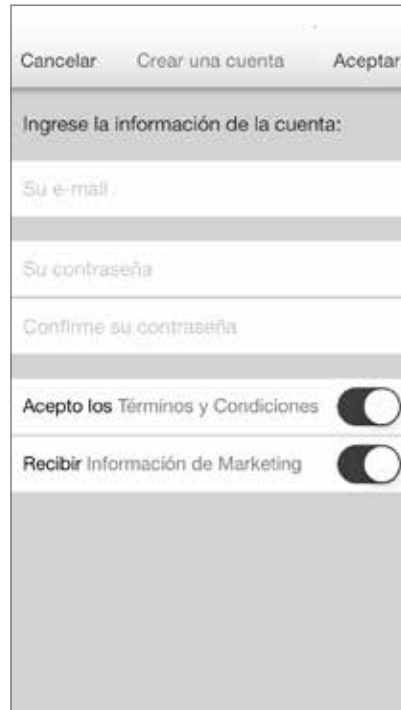 Cancelar Crear una cuenta Aceptar
Ingrese la información de la cuenta:
Su e-mail
Su contraseña
Confirme su contraseña
Acepto los Términos y Condiciones
Recibir Información de Marketing